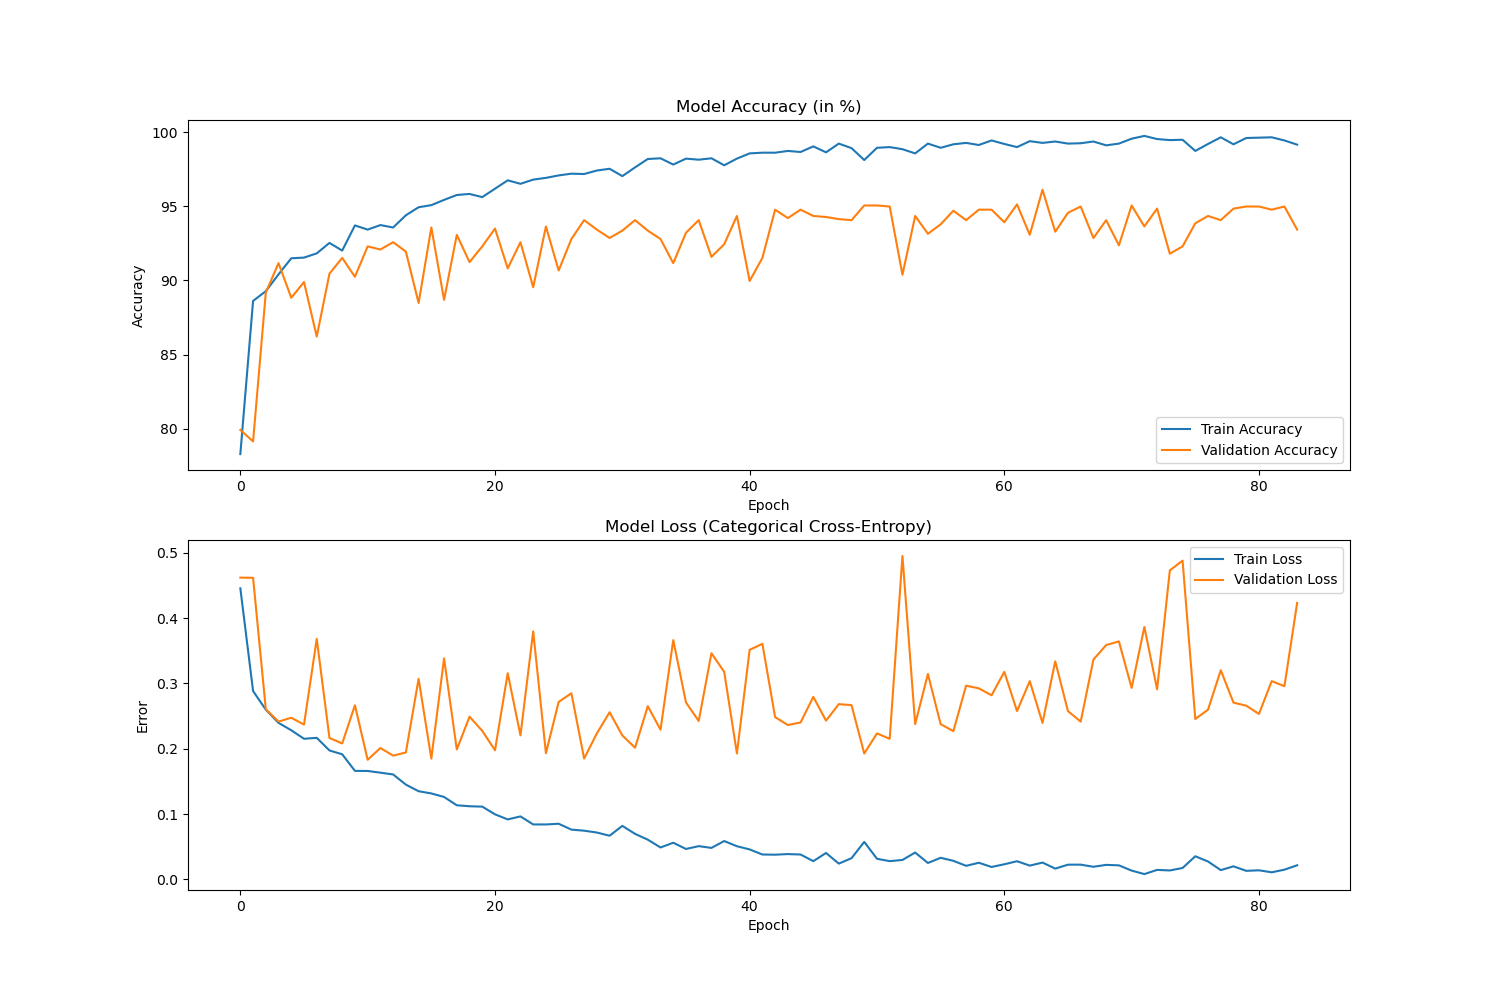 Model Accuracy (in %)
100
95
90
85
80
Accuracy
Train Accuracy
Validation Accuracy
0 20 40 60 80
Epoch
Model Loss (Categorical Cross-Entropy)
0.5
0.4
0.3
0.2
0.1
0.0
Error
Train Loss
Validation Loss
0 20 40 60 80
Epoch